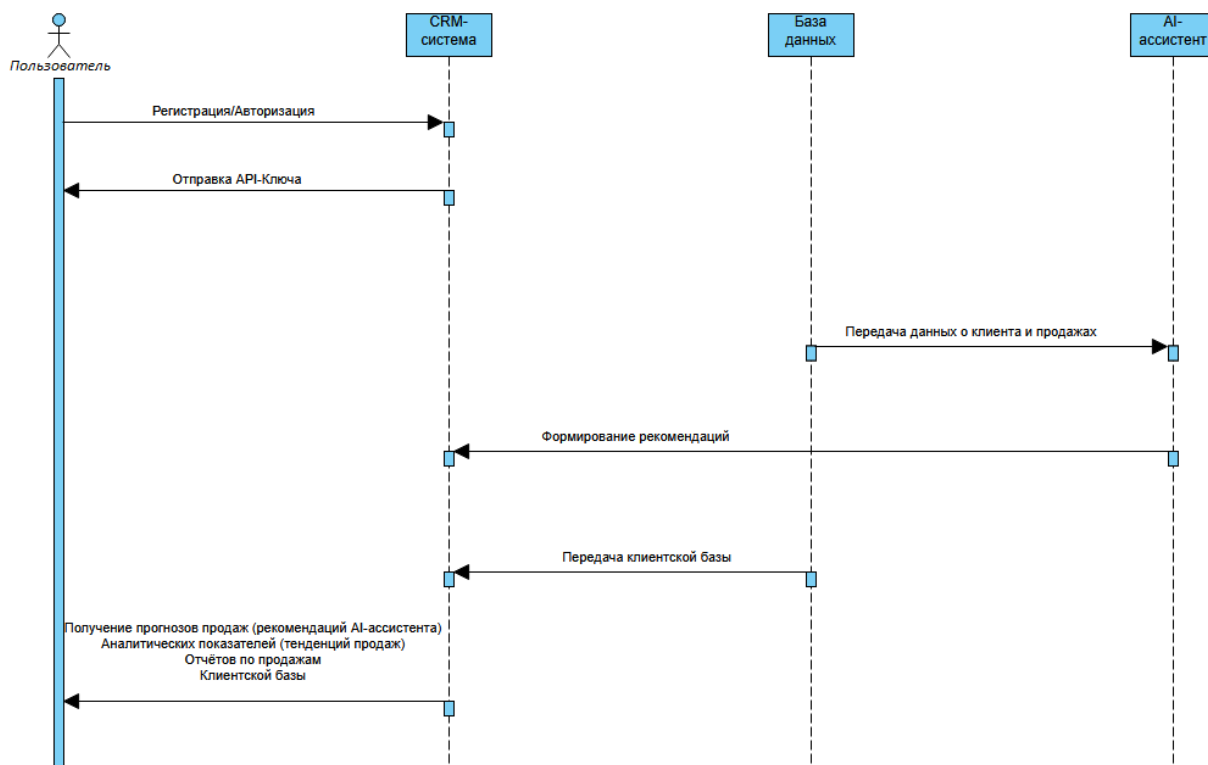 CRM-
система
База
данных
AI-
ассистент
Пользователь
Регистрация/Авторизация
Отправка API-Ключа
Передача данных о клиента и продажах
Формирование рекомендаций
Передача клиентской базы
Получение прогнозов продаж (рекомендаций AI-ассистента)
Аналитических показателей (тенденций продаж)
Отчётов по продажам
Клиентской базы